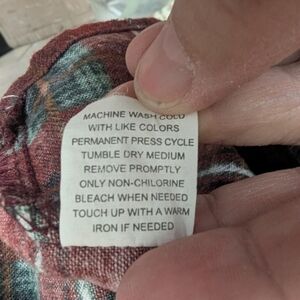 MACHINE WASH COLD
WITH LIKE COLORS
PERMANENT PRESS CYCLE
TUMBLE DRY MEDIUM
REMOVE PROMPTLY
ONLY NON-CHILORINE
BLEACH WHEN NEEDED
TOUCH UP WITH A WARM
IRON IF NEEDED